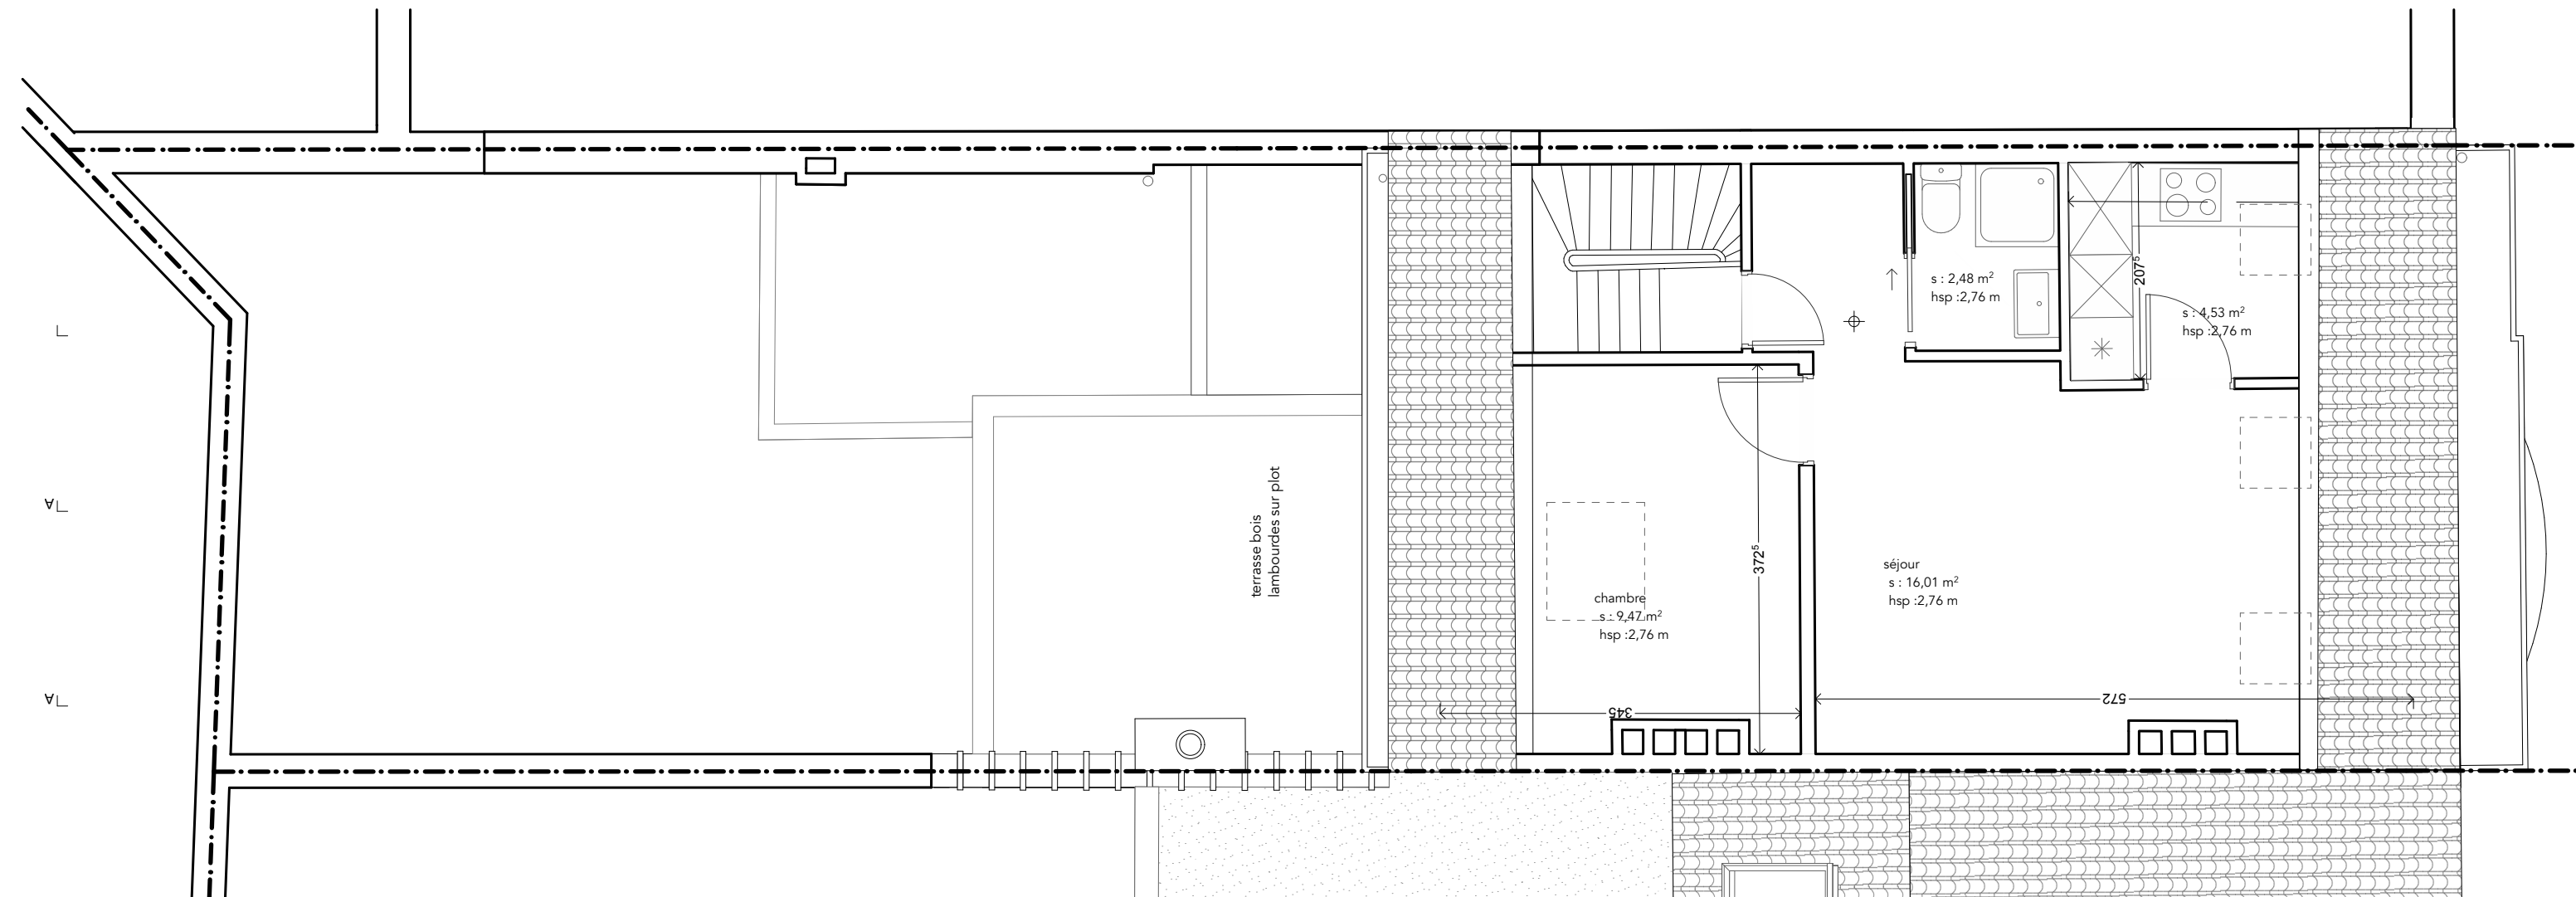 s : 2,48 m²
hsp :2,76 m
207⁵
s : 4,53 m²
hsp :2,76 m
A
A
terrasse bois
lambourdes sur plot
372⁵
chambre
s : 9,47 m²
hsp :2,76 m
séjour
s : 16,01 m²
hsp :2,76 m
345
572